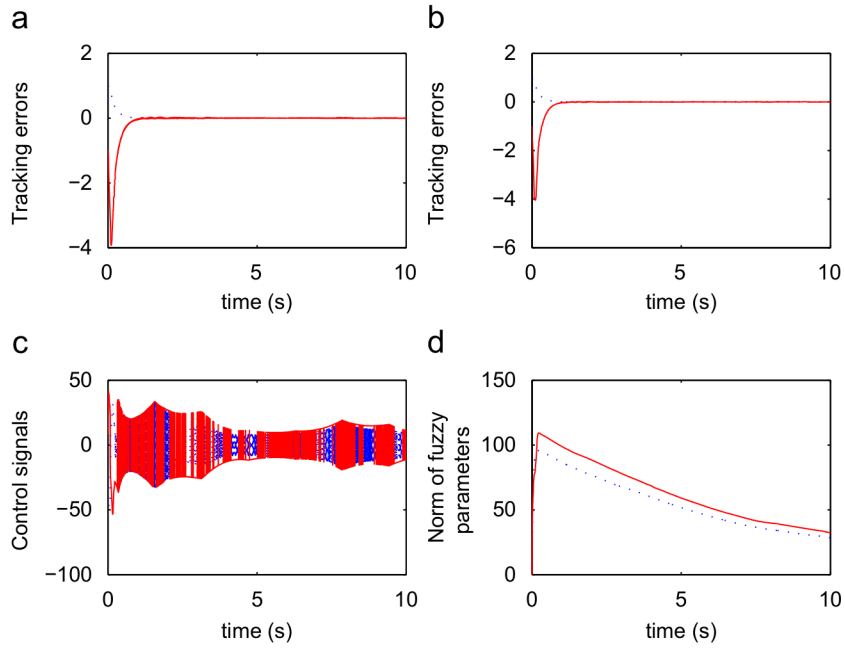 a
Tracking errors
2
0
−2
−4
0
5
10
time (s)
b
Tracking errors
2
0
−2
−4
−6
0
5
10
time (s)
c
Control signals
50
0
−50
−100
0
5
10
time (s)
d
Norm of fuzzy
parameters
150
100
50
0
0
5
10
time (s)